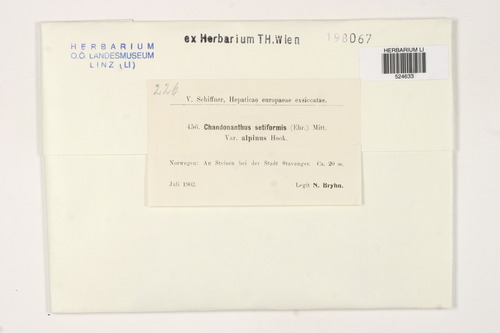 ex Herbarium TH.Wien
198067
HERBARIUM
O.Ö. LANDESMUSEUM
LINZ (LI)
HERBARIUM LI
524633
226
V. Schiffner, Hepaticae europaeae exsiccatae.
456. Chandonanthus setiformis (Ehr.) Mitt.
Var. alpinus Hook.
Norwegen: An Steinen bei der Stadt Stavanger. Ca. 20 m.
Juli 1902. Legit N. Bryhn.